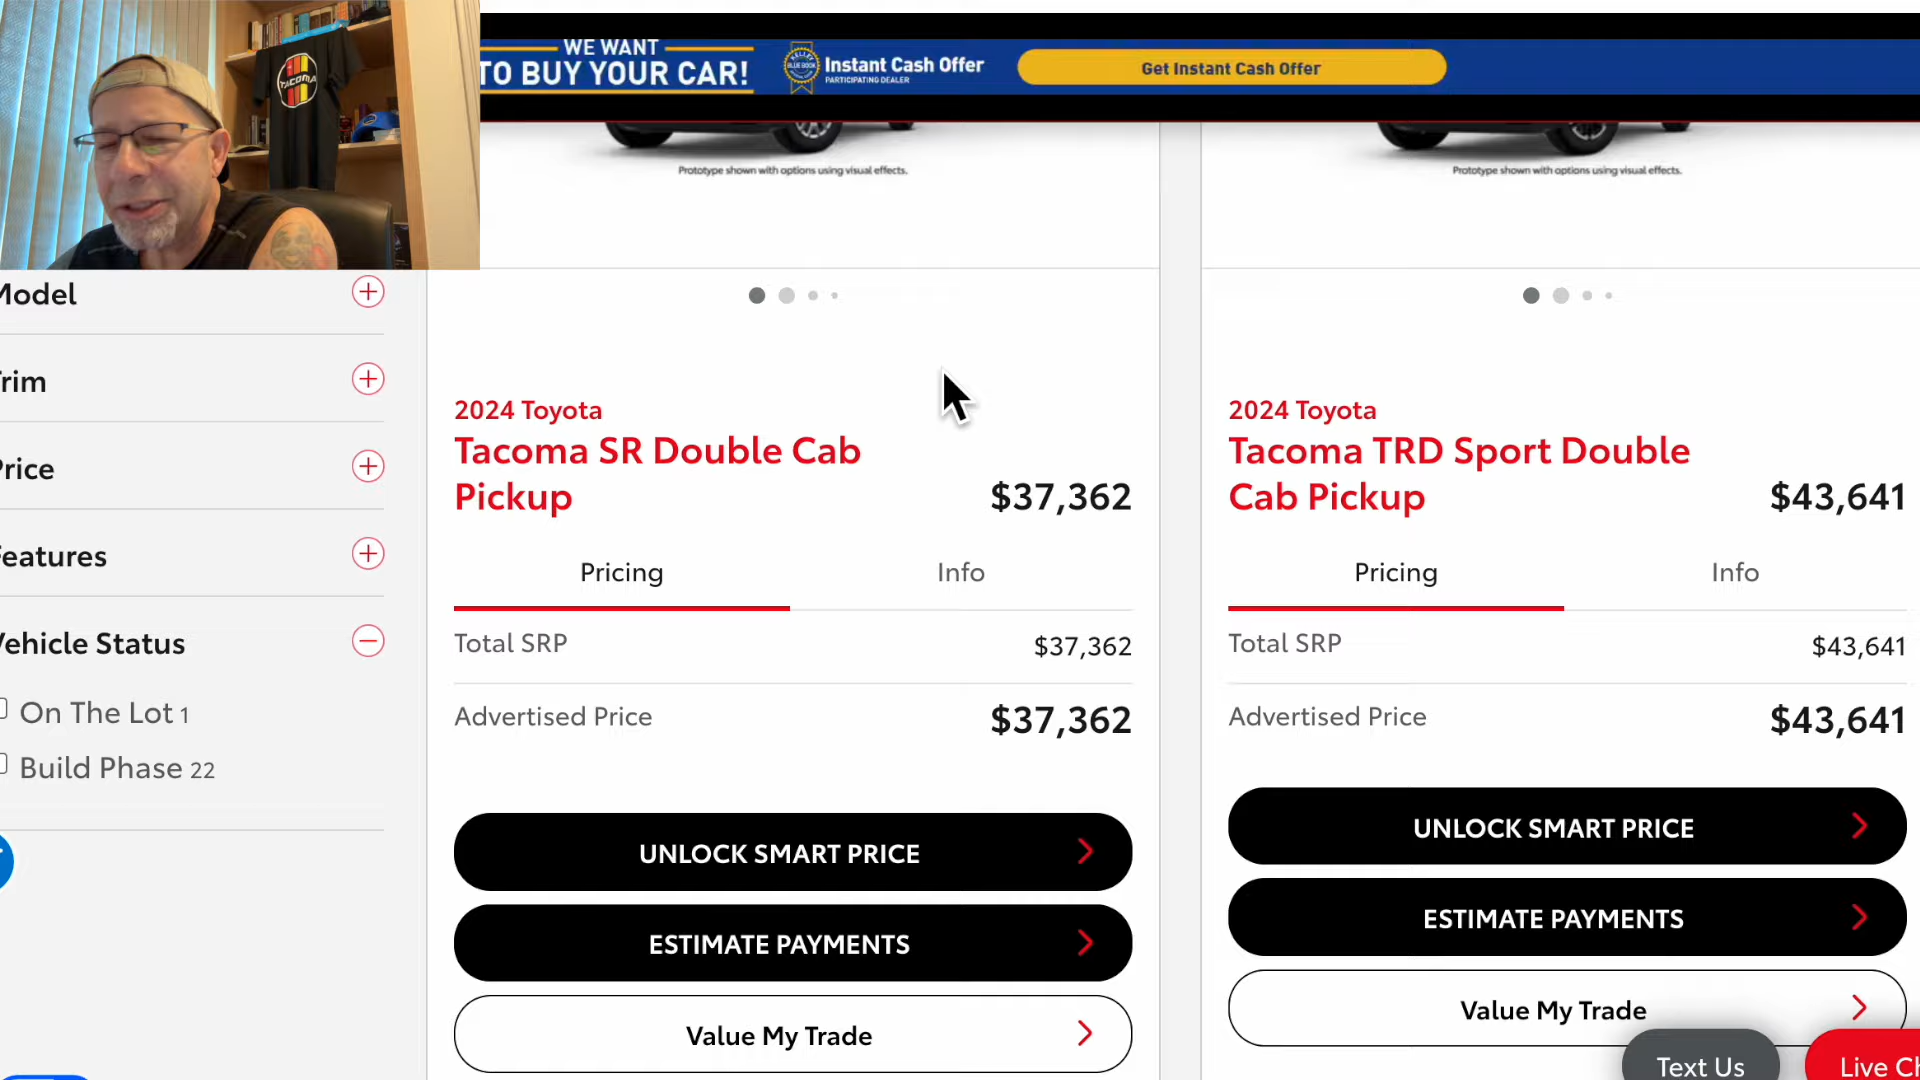 TACOMA
WE WANT
TO BUY YOUR CAR!
KELLEY
BLUE BOOK
Instant Cash Offer
PARTICIPATING DEALER
Get Instant Cash Offer
Prototype shown with options using visual effects.
Prototype shown with options using visual effects.
Model
Trim
Price
Features
Vehicle Status
On The Lot 1
Build Phase 22
2024 Toyota
Tacoma SR Double Cab
Pickup
$37,362
Pricing
Info
Total SRP
$37,362
Advertised Price
$37,362
UNLOCK SMART PRICE
ESTIMATE PAYMENTS
Value My Trade
2024 Toyota
Tacoma TRD Sport Double
Cab Pickup
$43,641
Pricing
Info
Total SRP
$43,641
Advertised Price
$43,641
UNLOCK SMART PRICE
ESTIMATE PAYMENTS
Value My Trade
Text Us
Live Ch